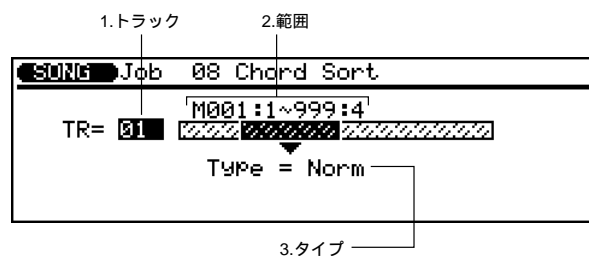 1.トラック 2.範囲
SONG Job 08 Chord Sort
M001:1~999:4
TR= 01
Type = Norm
3.タイプ